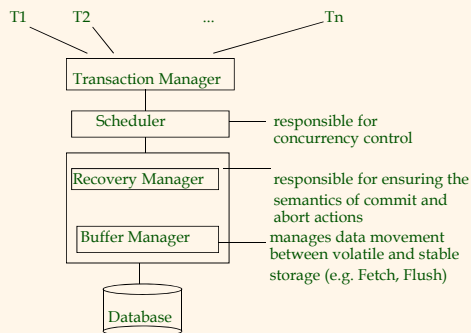 T1 T2 ... Tn
Transaction Manager
Scheduler
responsible for
concurrency control
Recovery Manager
responsible for ensuring the
semantics of commit and
abort actions
Buffer Manager
manages data movement
between volatile and stable
storage (e.g. Fetch, Flush)
Database